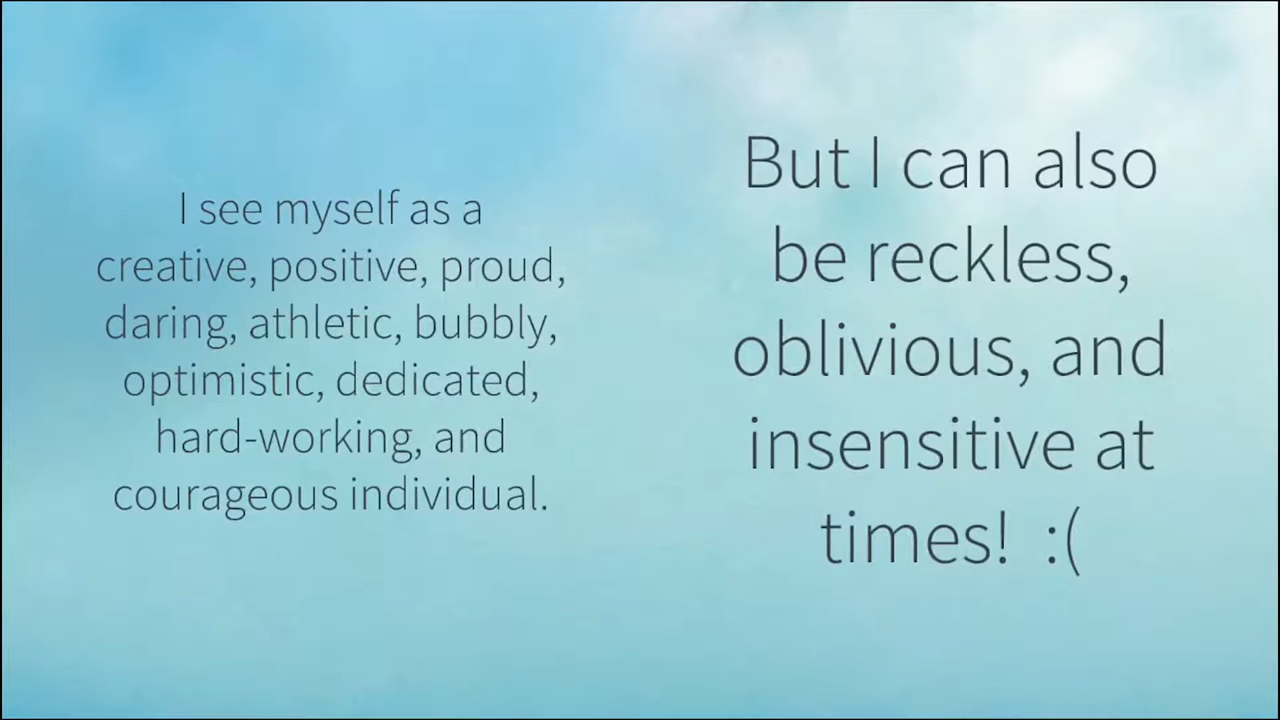 I see myself as a
creative, positive, proud,
daring, athletic, bubbly,
optimistic, dedicated,
hard-working, and
courageous individual.
But I can also
be reckless,
oblivious, and
insensitive at
times!  :(